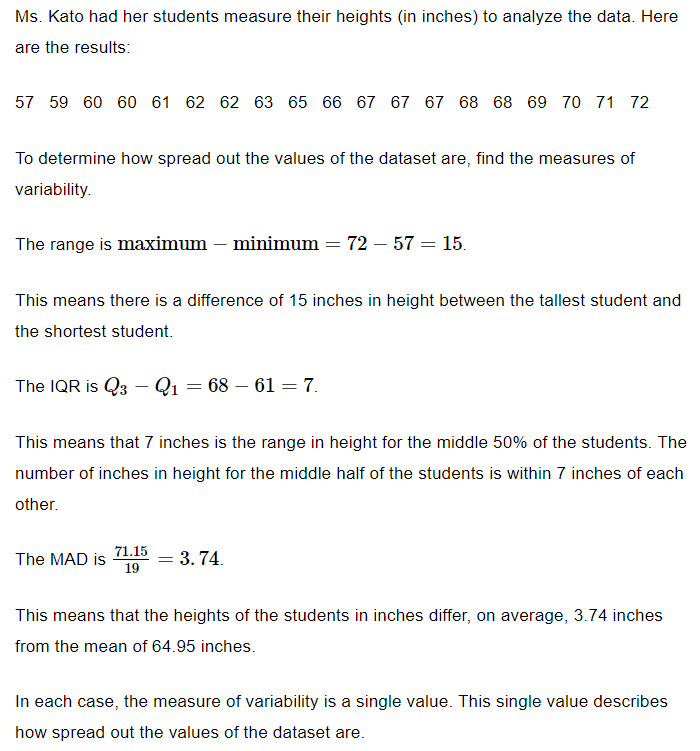 Ms. Kato had her students measure their heights (in inches) to analyze the data. Here
are the results:
57 59 60 60 61 62 62 63 65 66 67 67 67 68 68 69 70 71 72
To determine how spread out the values of the dataset are, find the measures of
variability.
The range is maximum − minimum = 72 − 57 = 15.
This means there is a difference of 15 inches in height between the tallest student and
the shortest student.
The IQR is Q₃ − Q₁ = 68 − 61 = 7.
This means that 7 inches is the range in height for the middle 50% of the students. The
number of inches in height for the middle half of the students is within 7 inches of each
other.
The MAD is 71.15/19 = 3.74.
This means that the heights of the students in inches differ, on average, 3.74 inches
from the mean of 64.95 inches.
In each case, the measure of variability is a single value. This single value describes
how spread out the values of the dataset are.